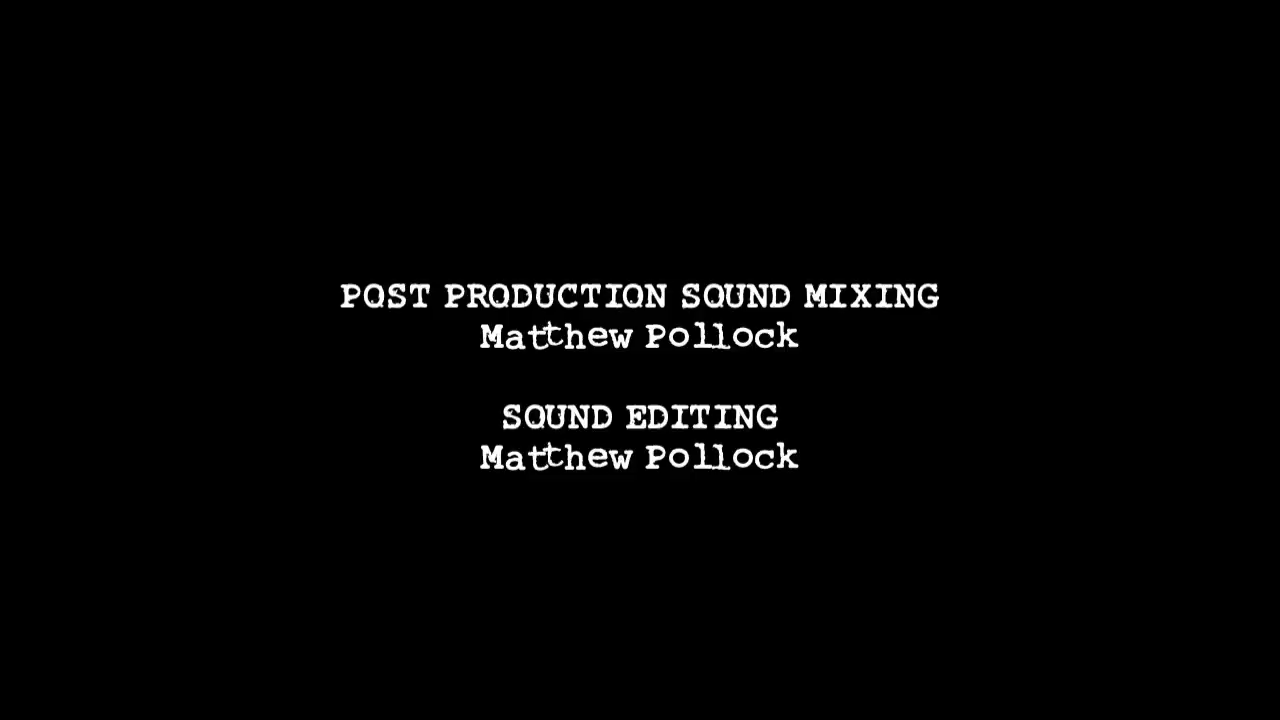 POST PRODUCTION SOUND MIXING
Matthew Pollock
SOUND EDITING
Matthew Pollock